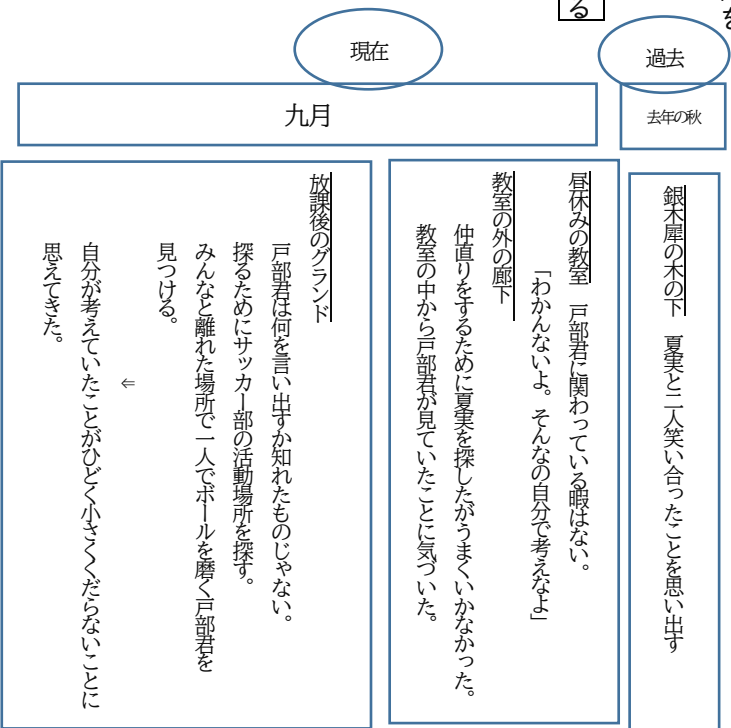 を
る
過去
去年の秋
銀木犀の木の下　夏実と二人笑い合ったことを思い出す
現在
九月
昼休みの教室　戸部君に関わっている暇はない。
「わかんないよ。そんなの自分で考えなよ」
教室の外の廊下
仲直りをするために夏実を探したがうまくいかなかった。
教室の中から戸部君が見ていたことに気づいた。
放課後のグランド
戸部君は何を言い出すか知れたものじゃない。
探るためにサッカー部の活動場所を探す。
みんなと離れた場所で一人でボールを磨く戸部君を
見つける。
⇐
自分が考えていたことがひどく小さくくだらないことに
思えてきた。